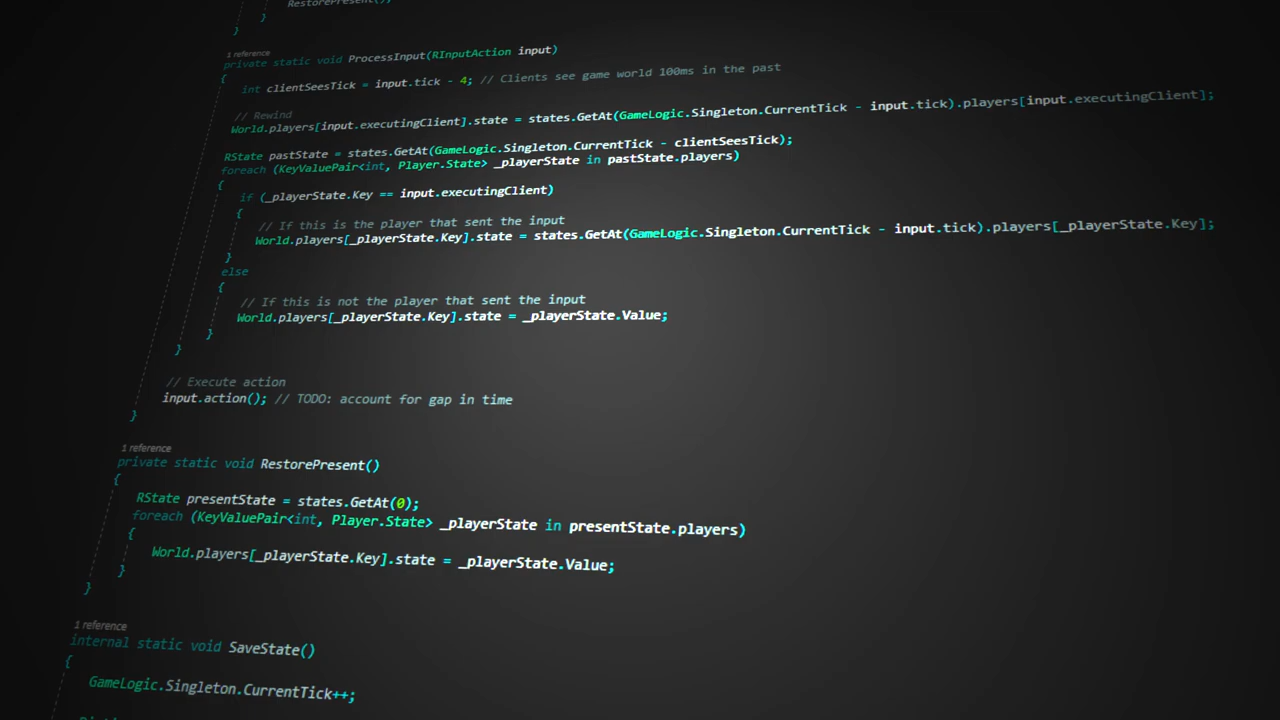 RestorePresent();
}
}
1 reference
private static void ProcessInput(RInputAction input)
{
int clientSeesTick = input.tick - 4; // Clients see game world 100ms in the past
// Rewind
World.players[input.executingClient].state = states.GetAt(GameLogic.Singleton.CurrentTick - input.tick).players[input.executingClient];
RState pastState = states.GetAt(GameLogic.Singleton.CurrentTick - clientSeesTick);
foreach (KeyValuePair<int, Player.State> _playerState in pastState.players)
{
if (_playerState.Key == input.executingClient)
{
// If this is the player that sent the input
World.players[_playerState.Key].state = states.GetAt(GameLogic.Singleton.CurrentTick - input.tick).players[_playerState.Key];
}
else
{
// If this is not the player that sent the input
World.players[_playerState.Key].state = _playerState.Value;
}
}
// Execute action
input.action(); // TODO: account for gap in time
}
1 reference
private static void RestorePresent()
{
RState presentState = states.GetAt(0);
foreach (KeyValuePair<int, Player.State> _playerState in presentState.players)
{
World.players[_playerState.Key].state = _playerState.Value;
}
}
1 reference
internal static void SaveState()
{
GameLogic.Singleton.CurrentTick++;